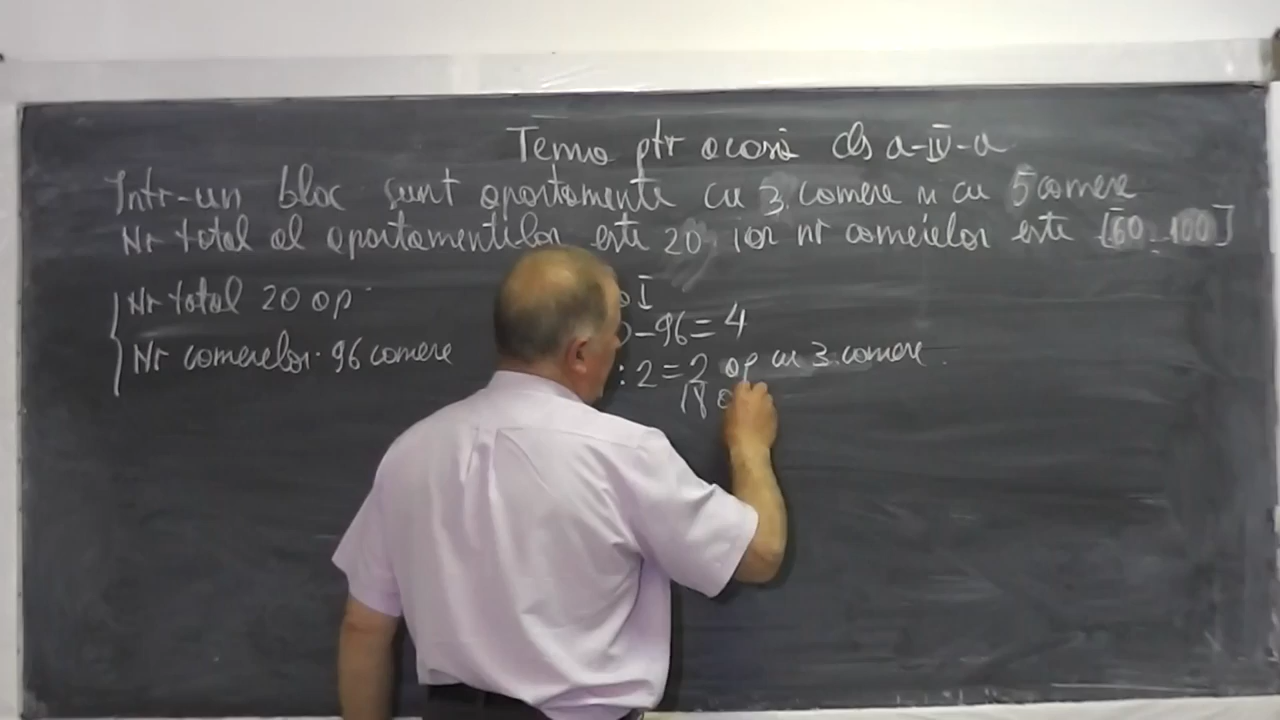 Tema ptr acasă cls a-IV-a
Intr-un bloc sunt apartamente cu 3 camere și cu 5 camere
Nr total al apartamentelor este 20, iar nr camerelor este [60 - 100]
Nr total 20 ap
Nr camerelor 96 camere
I
-96=4
:2=2 ap cu 3 camere.
18